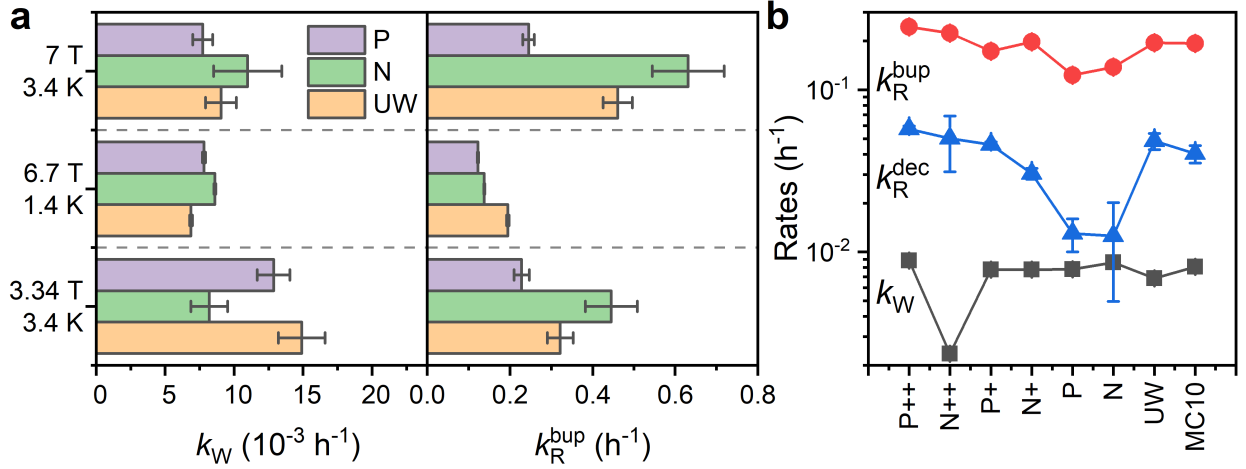 a
b
7 T
3.4 K
6.7 T
1.4 K
3.34 T
3.4 K
P
N
UW
0 5 10 15 20
0.0 0.2 0.4 0.6 0.8
k_W (10⁻³ h⁻¹)
k_R^bup (h⁻¹)
Rates (h⁻¹)
10⁻¹
10⁻²
k_R^bup
k_R^dec
k_W
P++ N++ P+ N+ P N UW MC10